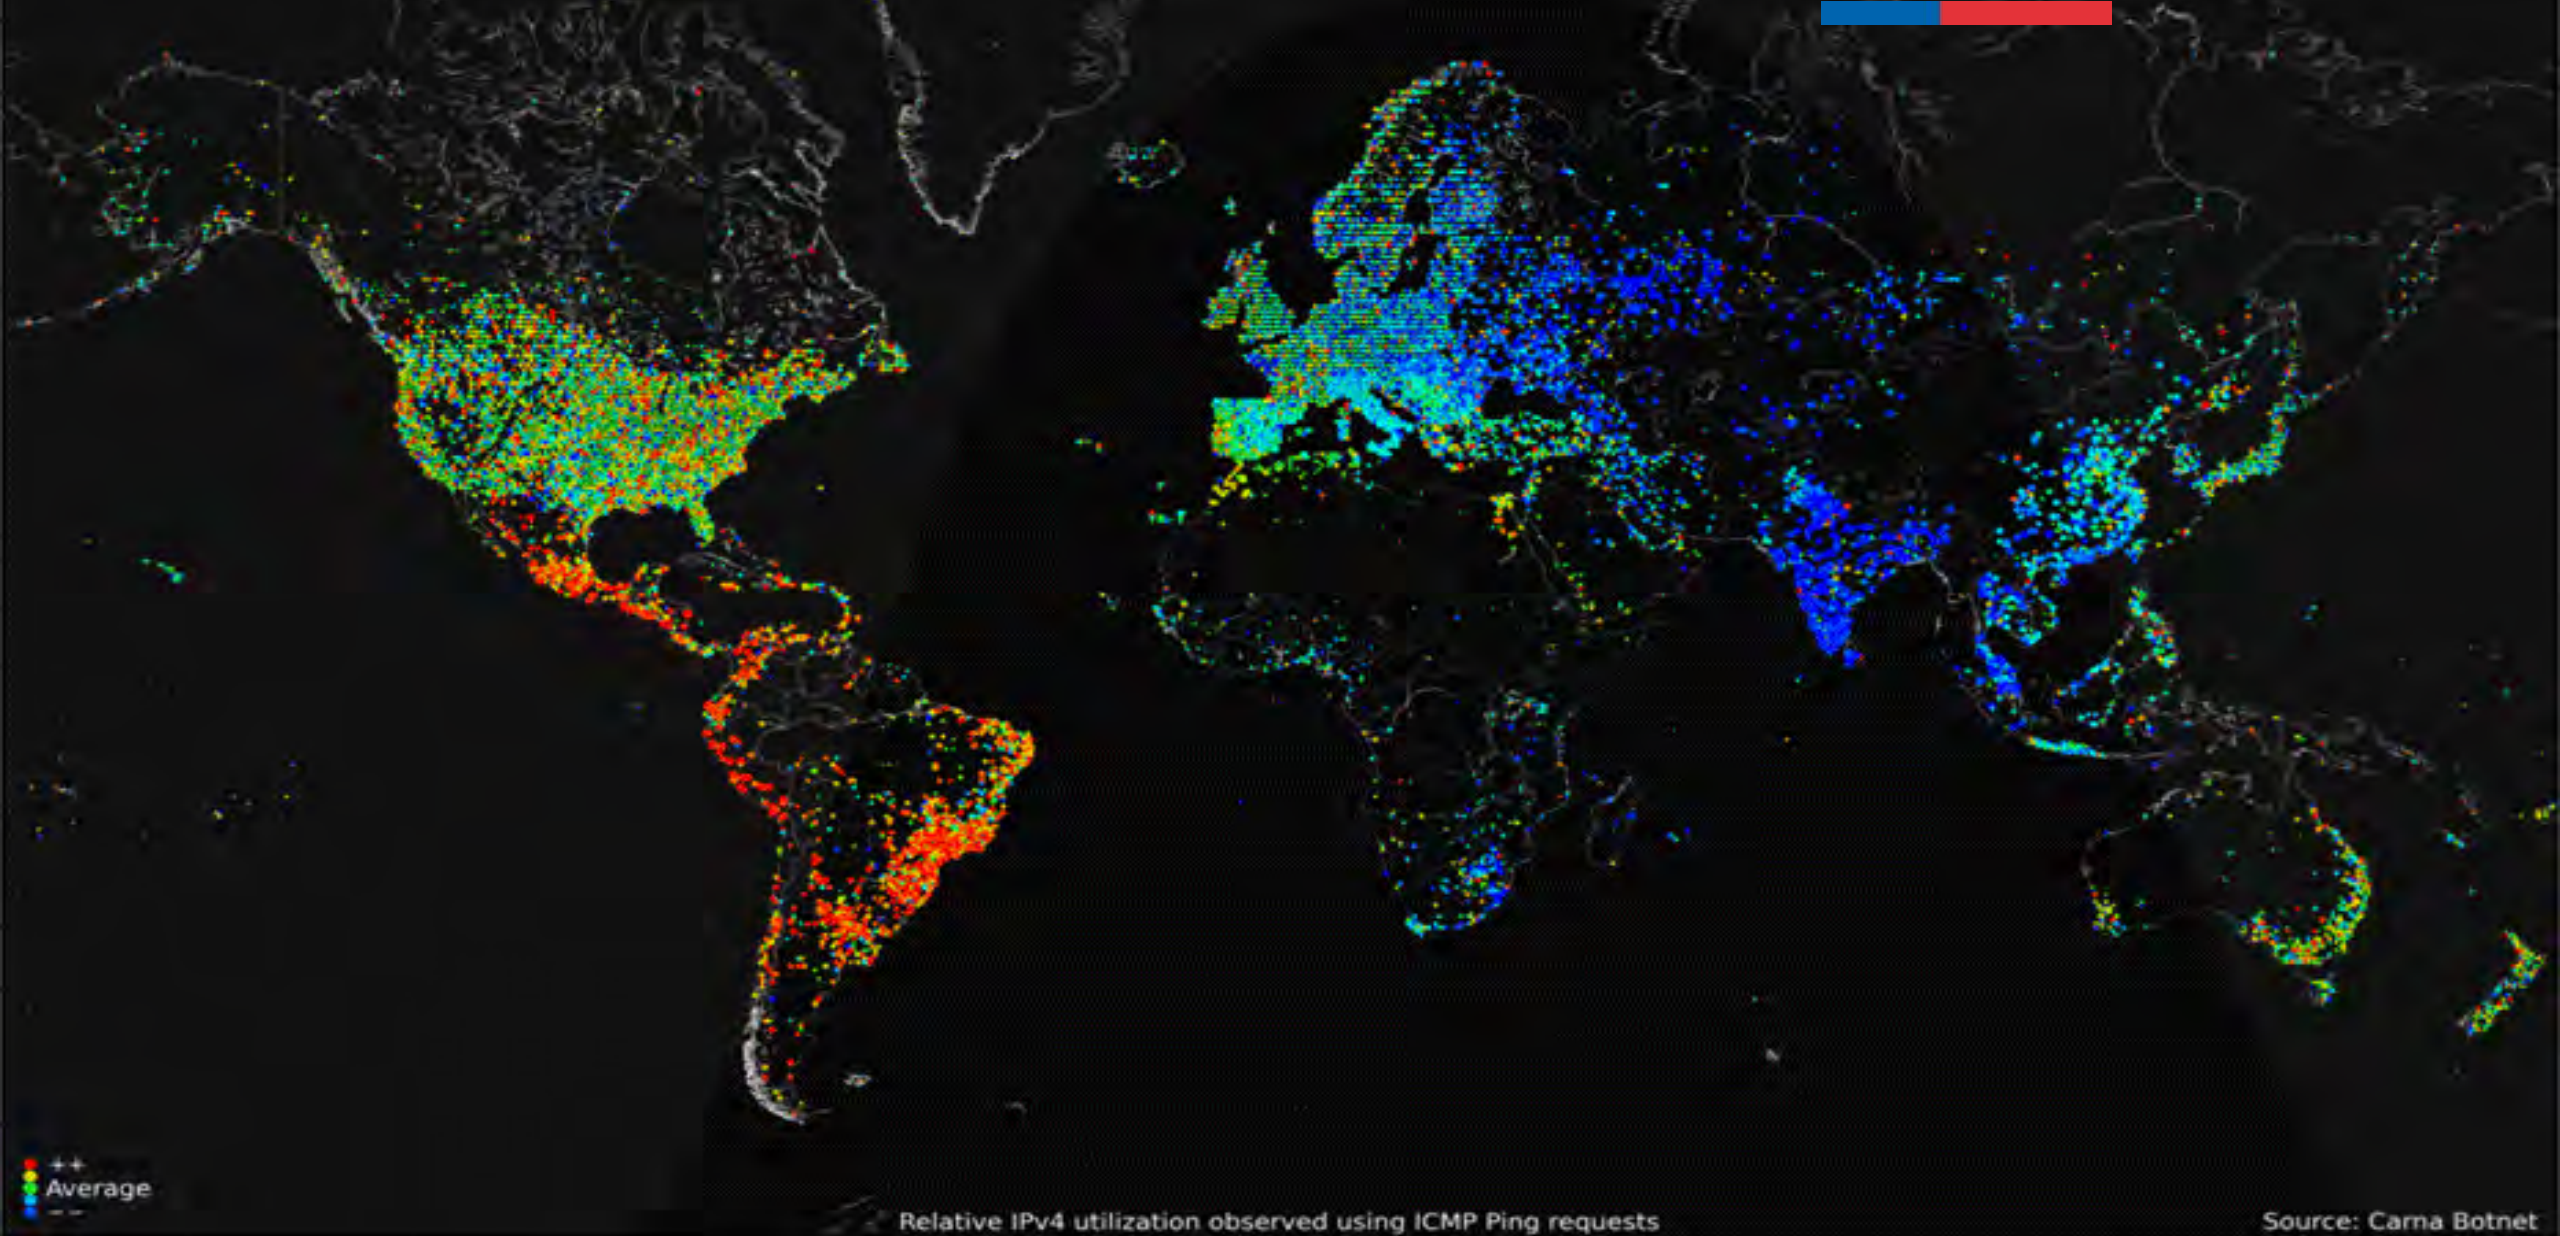 ++
Average
--
Relative IPv4 utilization observed using ICMP Ping requests
Source: Carna Botnet